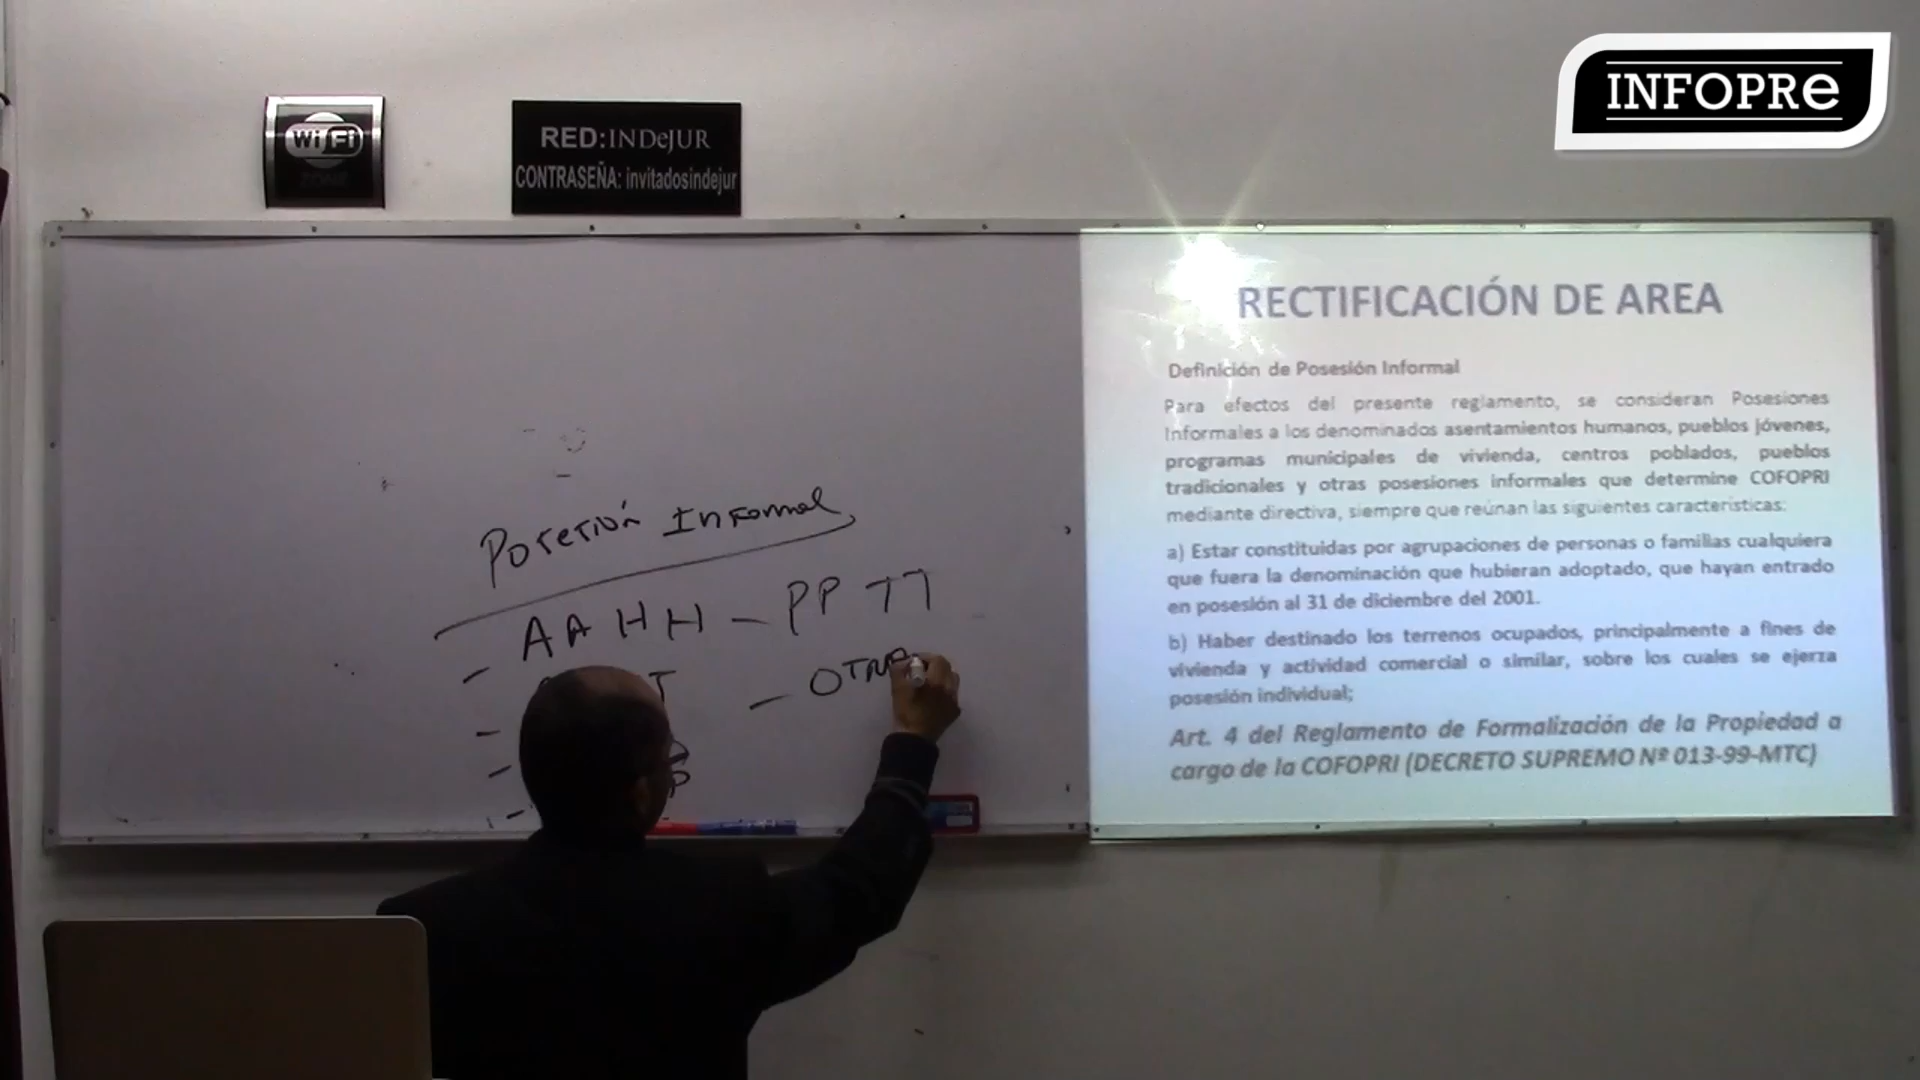 INFOPRe
WiFi
ZONE
RED:INDeJUR
CONTRASEÑA: invitadosindejur
Posesión Informal
- AAHH - PPTT
- OTRA
RECTIFICACIÓN DE AREA
Definición de Posesión Informal
Para efectos del presente reglamento, se consideran Posesiones
Informales a los denominados asentamientos humanos, pueblos jóvenes,
programas municipales de vivienda, centros poblados, pueblos
tradicionales y otras posesiones informales que determine COFOPRI
mediante directiva, siempre que reúnan las siguientes características:
a) Estar constituidas por agrupaciones de personas o familias cualquiera
que fuera la denominación que hubieran adoptado, que hayan entrado
en posesión al 31 de diciembre del 2001.
b) Haber destinado los terrenos ocupados, principalmente a fines de
vivienda y actividad comercial o similar, sobre los cuales se ejerza
posesión individual;
Art. 4 del Reglamento de Formalización de la Propiedad a
cargo de la COFOPRI (DECRETO SUPREMO Nº 013-99-MTC)